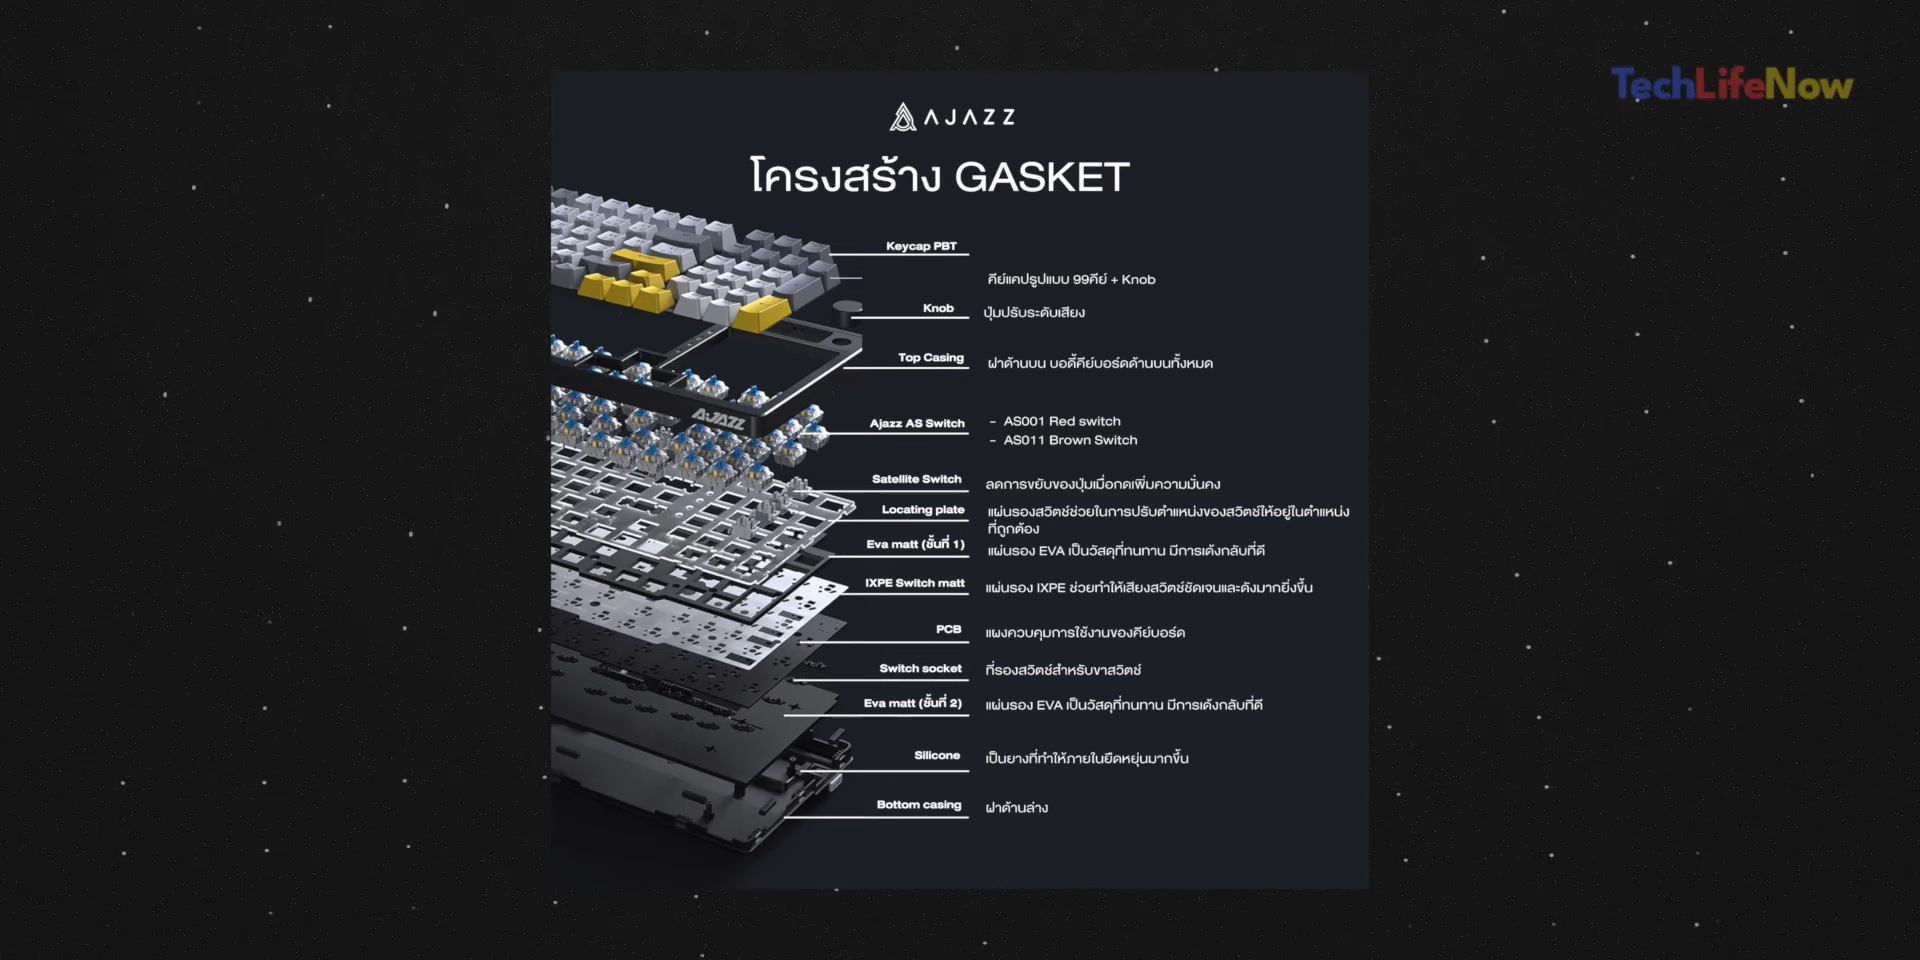 TechLifeNow
AJAZZ
โครงสร้าง GASKET
Keycap PBT
คีย์แคปรูปแบบ 99คีย์ + Knob
Knob
ปุ่มปรับระดับเสียง
Top Casing
ฝาด้านบน บอดี้คีย์บอร์ดด้านบนทั้งหมด
AJAZZ
Ajazz AS Switch
- AS001 Red switch
- AS011 Brown Switch
Satellite Switch
ลดการขยับของปุ่มเมื่อกดเพิ่มความมั่นคง
Locating plate
แผ่นรองสวิตช์ช่วยในการปรับตำแหน่งของสวิตช์ให้อยู่ในตำแหน่ง
ที่ถูกต้อง
Eva matt (ชั้นที่ 1)
แผ่นรอง EVA เป็นวัสดุที่ทนทาน มีการเด้งกลับที่ดี
IXPE Switch matt
แผ่นรอง IXPE ช่วยทำให้เสียงสวิตช์ชัดเจนและดังมากยิ่งขึ้น
PCB
แผงควบคุมการใช้งานของคีย์บอร์ด
Switch socket
ที่รองสวิตช์สำหรับขาสวิตช์
Eva matt (ชั้นที่ 2)
แผ่นรอง EVA เป็นวัสดุที่ทนทาน มีการเด้งกลับที่ดี
Silicone
เป็นยางที่ทำให้ภายในยืดหยุ่นมากขึ้น
Bottom casing
ฝาด้านล่าง